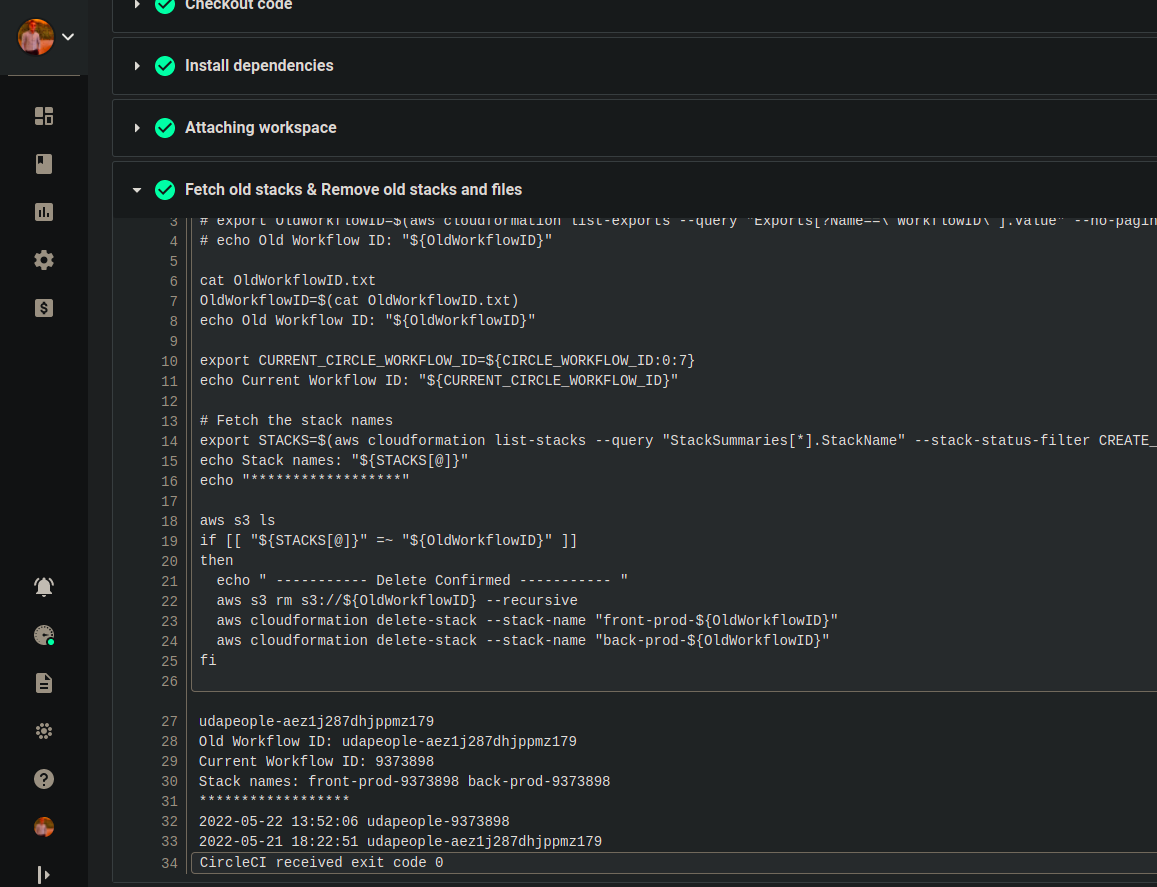 Checkout code
Install dependencies
Attaching workspace
Fetch old stacks & Remove old stacks and files
3 # export OldWorkflowID=$(aws cloudformation list-exports --query "Exports[?Name==\`WorkflowID\`].Value" --no-pagin
4 # echo Old Workflow ID: "${OldWorkflowID}"
5
6 cat OldWorkflowID.txt
7 OldWorkflowID=$(cat OldWorkflowID.txt)
8 echo Old Workflow ID: "${OldWorkflowID}"
9
10 export CURRENT_CIRCLE_WORKFLOW_ID=${CIRCLE_WORKFLOW_ID:0:7}
11 echo Current Workflow ID: "${CURRENT_CIRCLE_WORKFLOW_ID}"
12
13 # Fetch the stack names
14 export STACKS=$(aws cloudformation list-stacks --query "StackSummaries[*].StackName" --stack-status-filter CREATE_
15 echo Stack names: "${STACKS[@]}"
16 echo "******************"
17
18 aws s3 ls
19 if [[ "${STACKS[@]}" =~ "${OldWorkflowID}" ]]
20 then
21   echo " ----------- Delete Confirmed ----------- "
22   aws s3 rm s3://${OldWorkflowID} --recursive
23   aws cloudformation delete-stack --stack-name "front-prod-${OldWorkflowID}"
24   aws cloudformation delete-stack --stack-name "back-prod-${OldWorkflowID}"
25 fi
26
27 udapeople-aez1j287dhjppmz179
28 Old Workflow ID: udapeople-aez1j287dhjppmz179
29 Current Workflow ID: 9373898
30 Stack names: front-prod-9373898 back-prod-9373898
31 ******************
32 2022-05-22 13:52:06 udapeople-9373898
33 2022-05-21 18:22:51 udapeople-aez1j287dhjppmz179
34 CircleCI received exit code 0